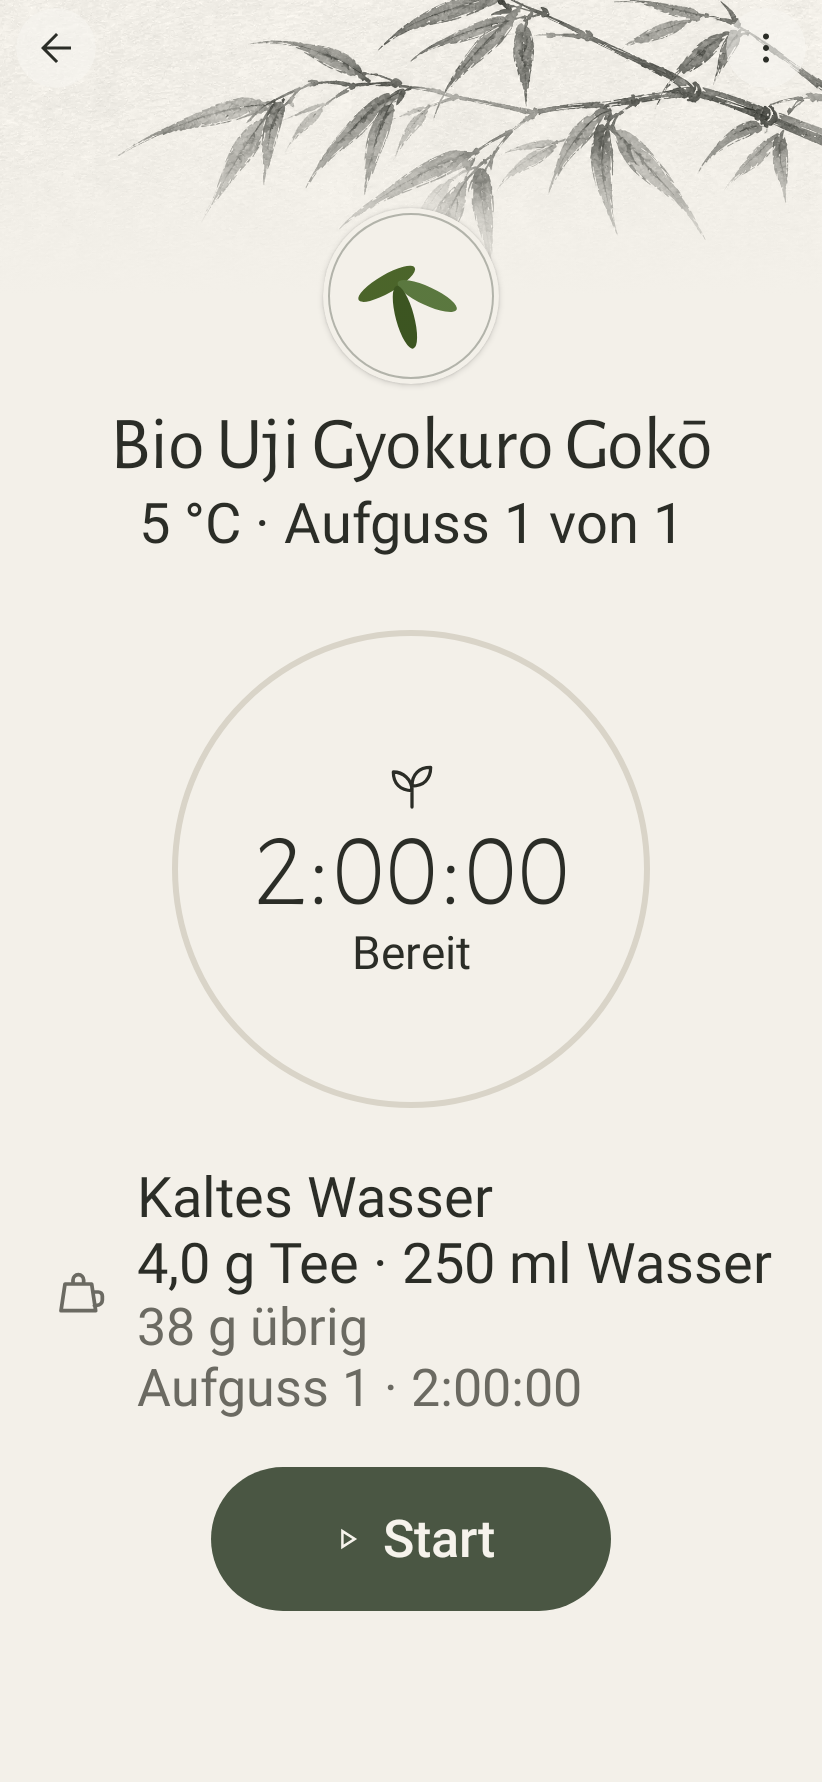 Bio Uji Gyokuro Gokō
5 °C · Aufguss 1 von 1
2:00:00
Bereit
Kaltes Wasser
4,0 g Tee · 250 ml Wasser
38 g übrig
Aufguss 1 · 2:00:00
Start